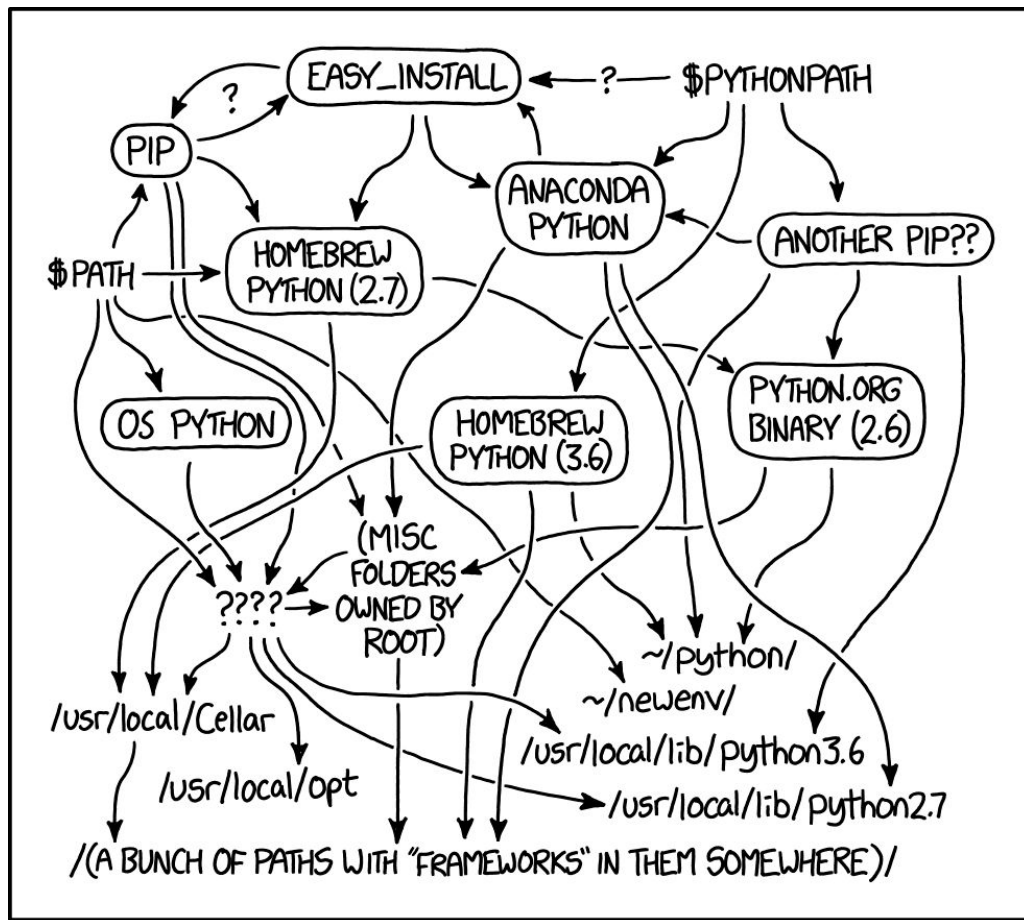 EASY_INSTALL
?
$PYTHONPATH
?
PIP
ANACONDA
PYTHON
ANOTHER PIP??
HOMEBREW
PYTHON (2.7)
$PATH
PYTHON.ORG
BINARY (2.6)
OS PYTHON
HOMEBREW
PYTHON (3.6)
(MISC
FOLDERS
OWNED BY
ROOT)
????
~/python/
~/newenv/
/usr/local/Cellar
/usr/local/lib/python3.6
/usr/local/opt
/usr/local/lib/python2.7
/(A BUNCH OF PATHS WITH "FRAMEWORKS" IN THEM SOMEWHERE)/